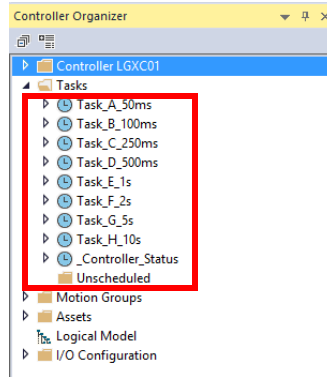 Controller Organizer
Controller LGXC01
Tasks
Task_A_50ms
Task_B_100ms
Task_C_250ms
Task_D_500ms
Task_E_1s
Task_F_2s
Task_G_5s
Task_H_10s
_Controller_Status
Unscheduled
Motion Groups
Assets
Logical Model
I/O Configuration